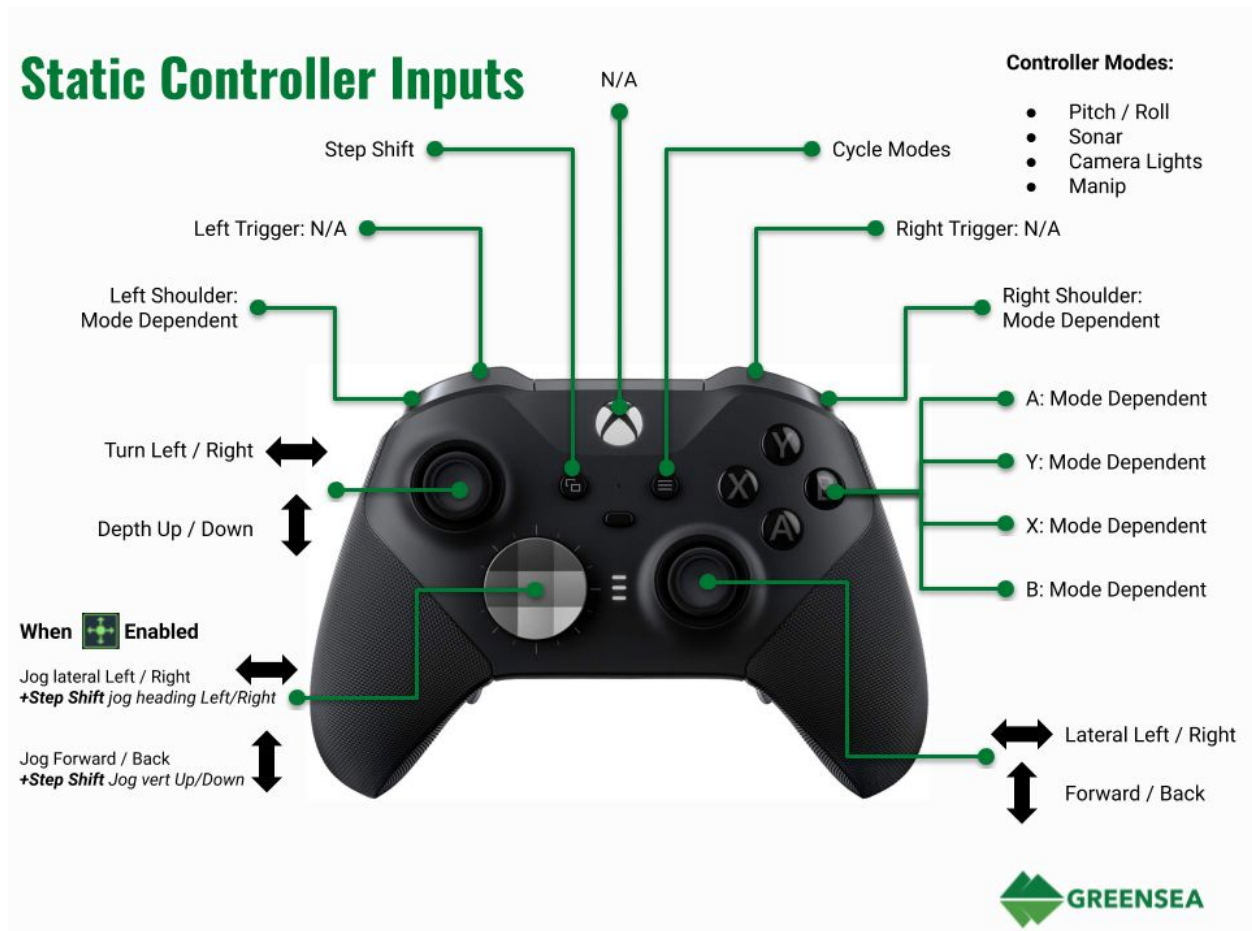 Static Controller Inputs
N/A
Controller Modes:
● Pitch / Roll
● Sonar
● Camera Lights
● Manip
Step Shift
Cycle Modes
Left Trigger: N/A
Right Trigger: N/A
Left Shoulder:
Mode Dependent
Right Shoulder:
Mode Dependent
A: Mode Dependent
Y: Mode Dependent
X: Mode Dependent
B: Mode Dependent
Turn Left / Right
Depth Up / Down
Y
X
B
A
When Enabled
Jog lateral Left / Right
+Step Shift jog heading Left/Right
Jog Forward / Back
+Step Shift Jog vert Up/Down
Lateral Left / Right
Forward / Back
GREENSEA